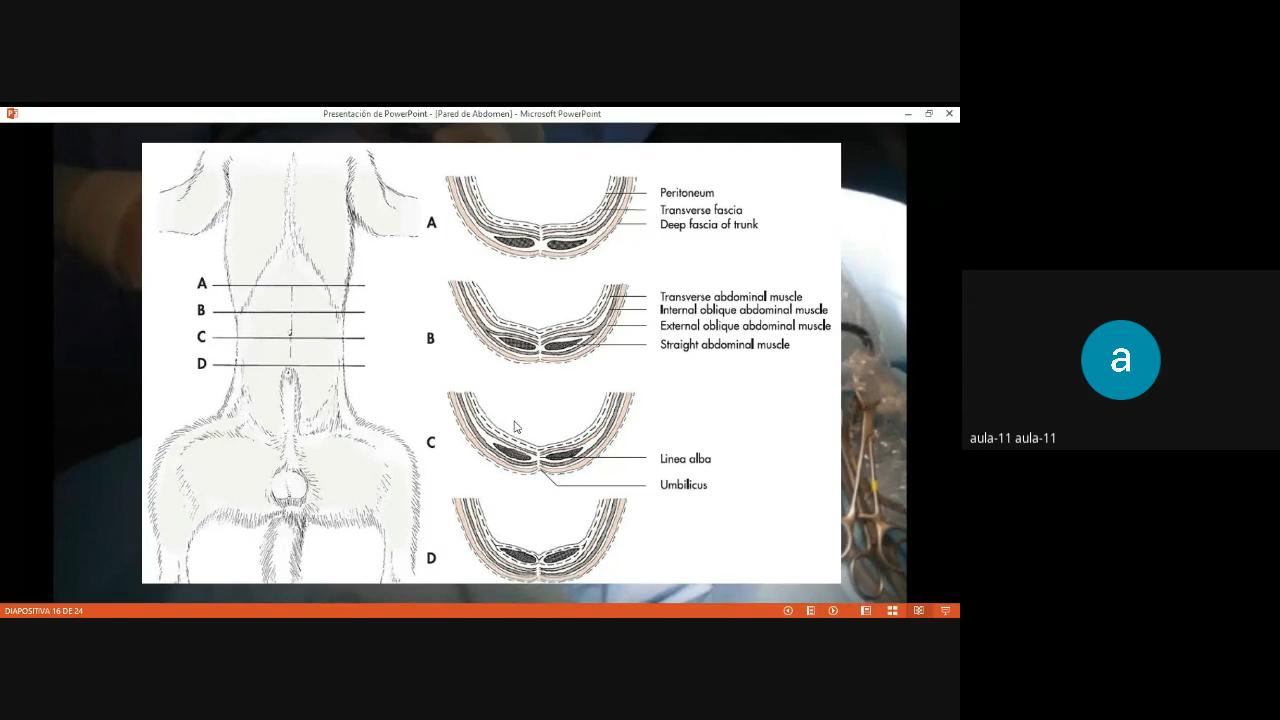 Presentación de PowerPoint - [Pared de Abdomen] - Microsoft PowerPoint
A
B
C
D
A
Peritoneum
Transverse fascia
Deep fascia of trunk
B
Transverse abdominal muscle
Internal oblique abdominal muscle
External oblique abdominal muscle
Straight abdominal muscle
C
Linea alba
Umbilicus
D
DIAPOSITIVA 16 DE 24
a
aula-11 aula-11